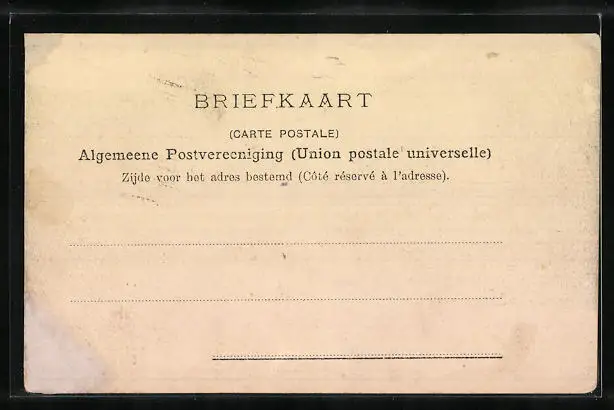 BRIEFKAART
(CARTE POSTALE)
Algemeene Postvereeniging (Union postale universelle)
Zijde voor het adres bestemd (Côté réservé à l'adresse).